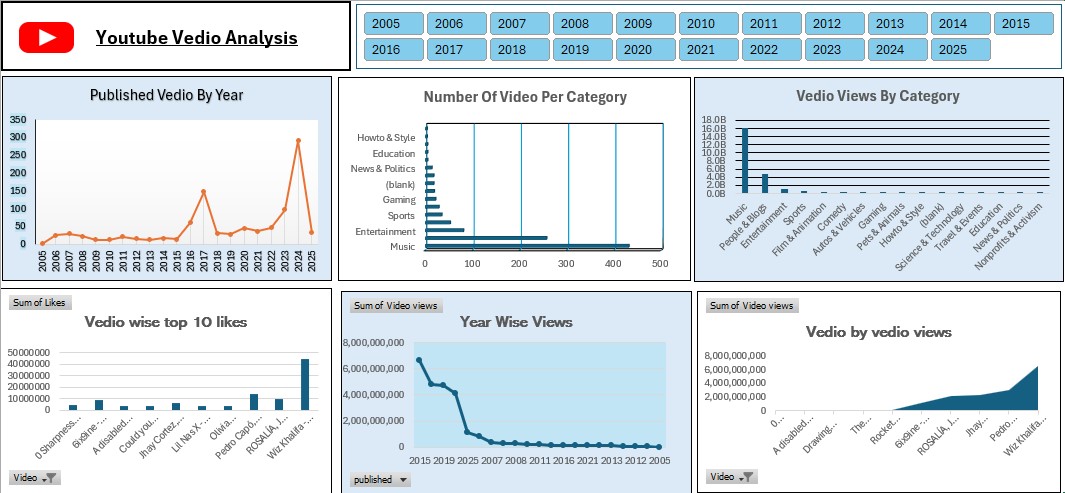 Youtube Vedio Analysis
2005 2006 2007 2008 2009 2010 2011 2012 2013 2014 2015
2016 2017 2018 2019 2020 2021 2022 2023 2024 2025
Published Vedio By Year
350
300
250
200
150
100
50
0
2005 2006 2007 2008 2009 2010 2011 2012 2013 2014 2015 2016 2017 2018 2019 2020 2021 2022 2023 2024 2025
Number Of Video Per Category
Howto & Style
Education
News & Politics
(blank)
Gaming
Sports
Entertainment
Music
0 100 200 300 400 500
Vedio Views By Category
18.0B
16.0B
14.0B
12.0B
10.0B
8.0B
6.0B
4.0B
2.0B
0.0B
Music
People & Blogs
Entertainment
Sports
Film & Animation
Comedy
Autos & Vehicles
Gaming
Pets & Animals
Howto & Style
(blank)
Science & Technology
Travel & Events
Education
News & Politics
Nonprofits & Activism
Sum of Likes
Vedio wise top 10 likes
50000000
40000000
30000000
20000000
10000000
0
0 Sharpness...
6ix9ine -...
A disabled...
Could you...
Jhay Cortez,...
Lil Nas X -...
Olivia...
Pedro Capó,...
ROSALÍA, J...
Wiz Khalifa -...
Video
Sum of Video views
Year Wise Views
8,000,000,000
6,000,000,000
4,000,000,000
2,000,000,000
0
2015 2017 2019 2023 2025 2021 2007 2018 2008 2016 2011 2022 2016 2014 2013 2010 2012 2020 2005
published
Sum of Video views
Vedio by vedio views
8,000,000,000
6,000,000,000
4,000,000,000
2,000,000,000
0
0...
A disabled...
Drawing...
The...
Rocket...
6ix9ine -...
ROSALÍA, J...
Jhay...
Pedro...
Wiz Khalifa...
Video